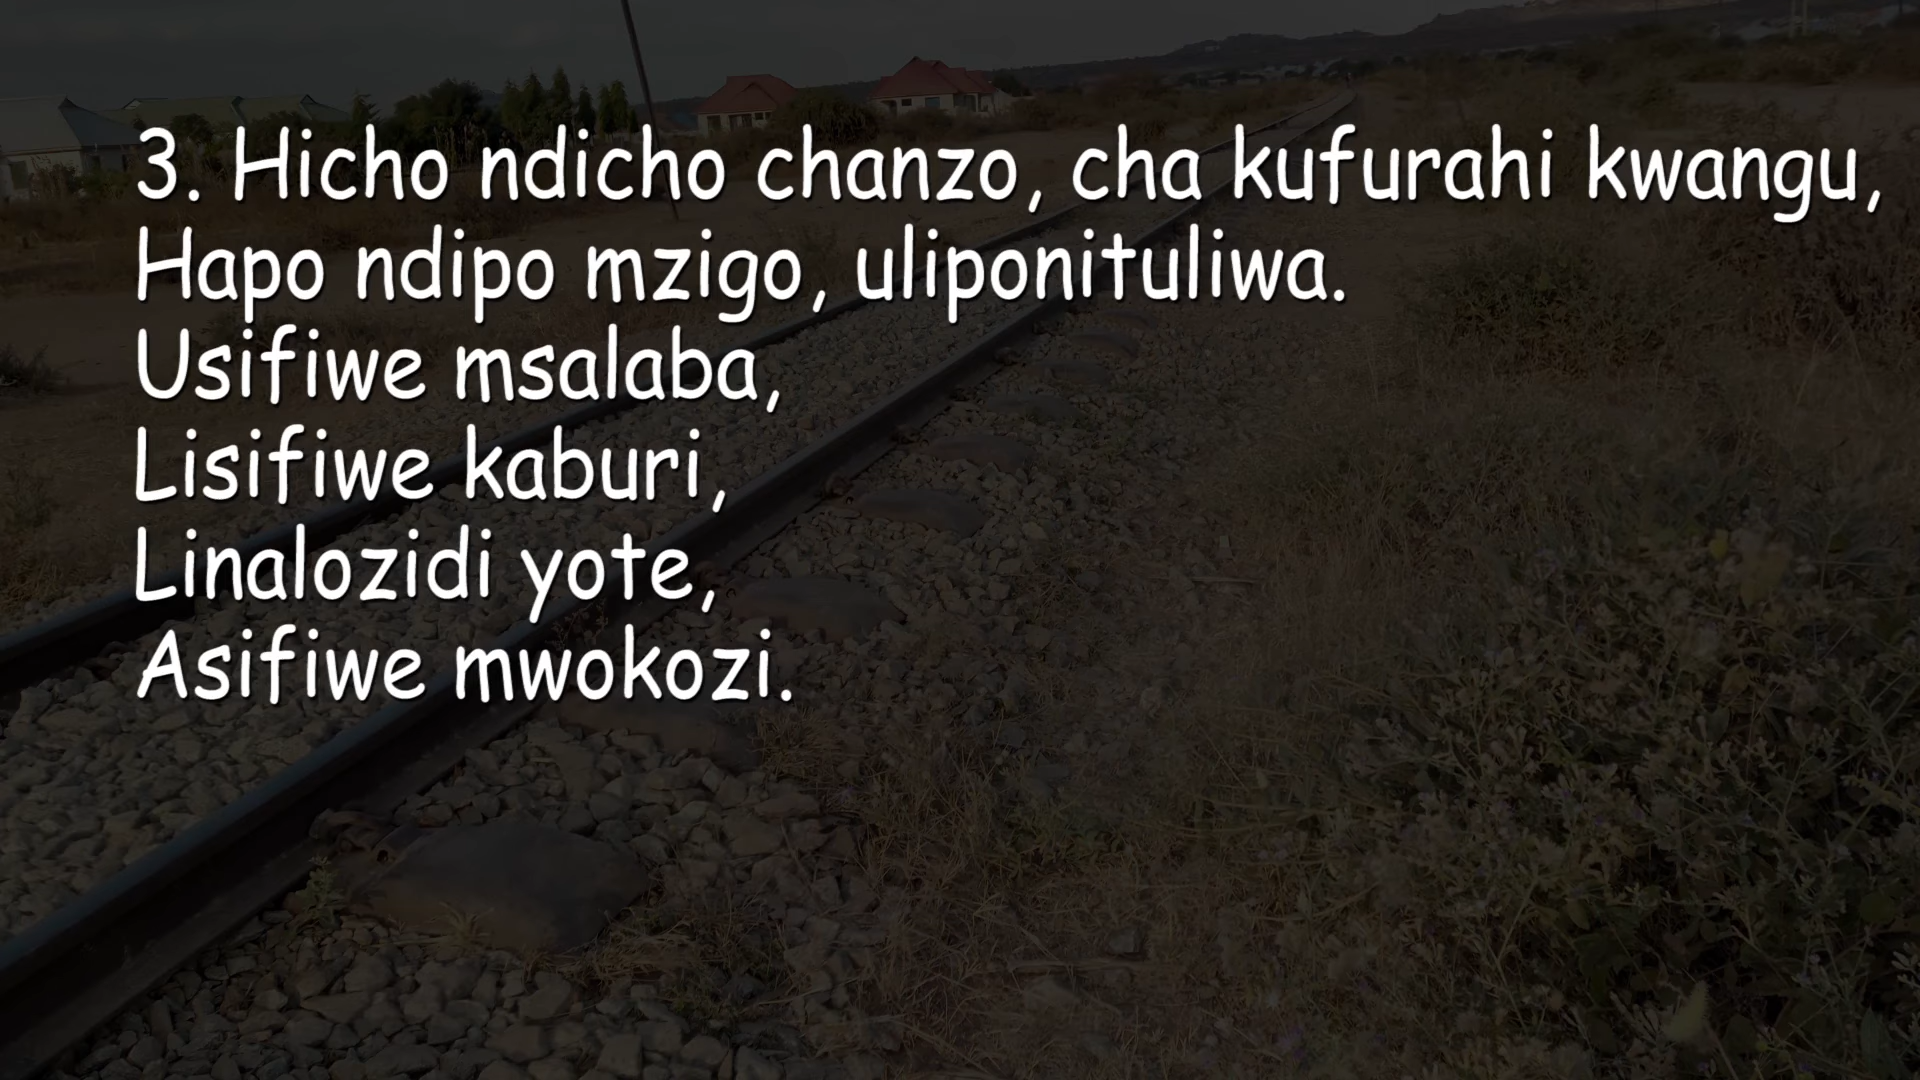 3. Hicho ndicho chanzo, cha kufurahi kwangu,
Hapo ndipo mzigo, uliponituliwa.
Usifiwe msalaba,
Lisifiwe kaburi,
Linalozidi yote,
Asifiwe mwokozi.